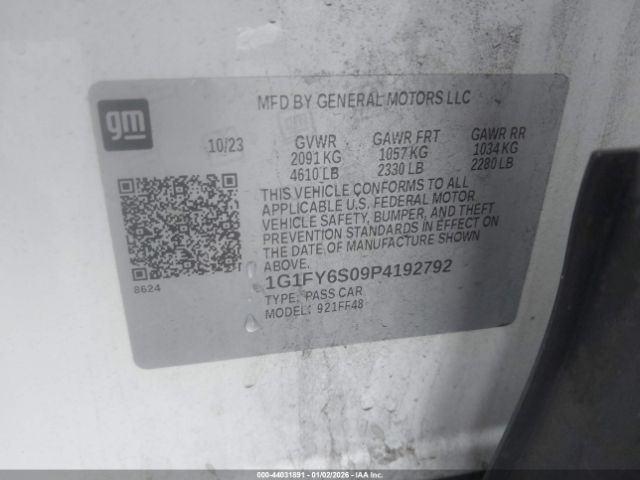 gm
MFD BY GENERAL MOTORS LLC
10/23 GVWR GAWR FRT GAWR RR
2091 KG 1057 KG 1034 KG
4610 LB 2330 LB 2280 LB
THIS VEHICLE CONFORMS TO ALL
APPLICABLE U.S. FEDERAL MOTOR
VEHICLE SAFETY, BUMPER, AND THEFT
PREVENTION STANDARDS IN EFFECT ON
THE DATE OF MANUFACTURE SHOWN
ABOVE.
1G1FY6S09P4192792
TYPE: PASS CAR
MODEL: 921FF48
8624
000-44031891 - 01/02/2026 - COPYRIGHT IAA, LLC